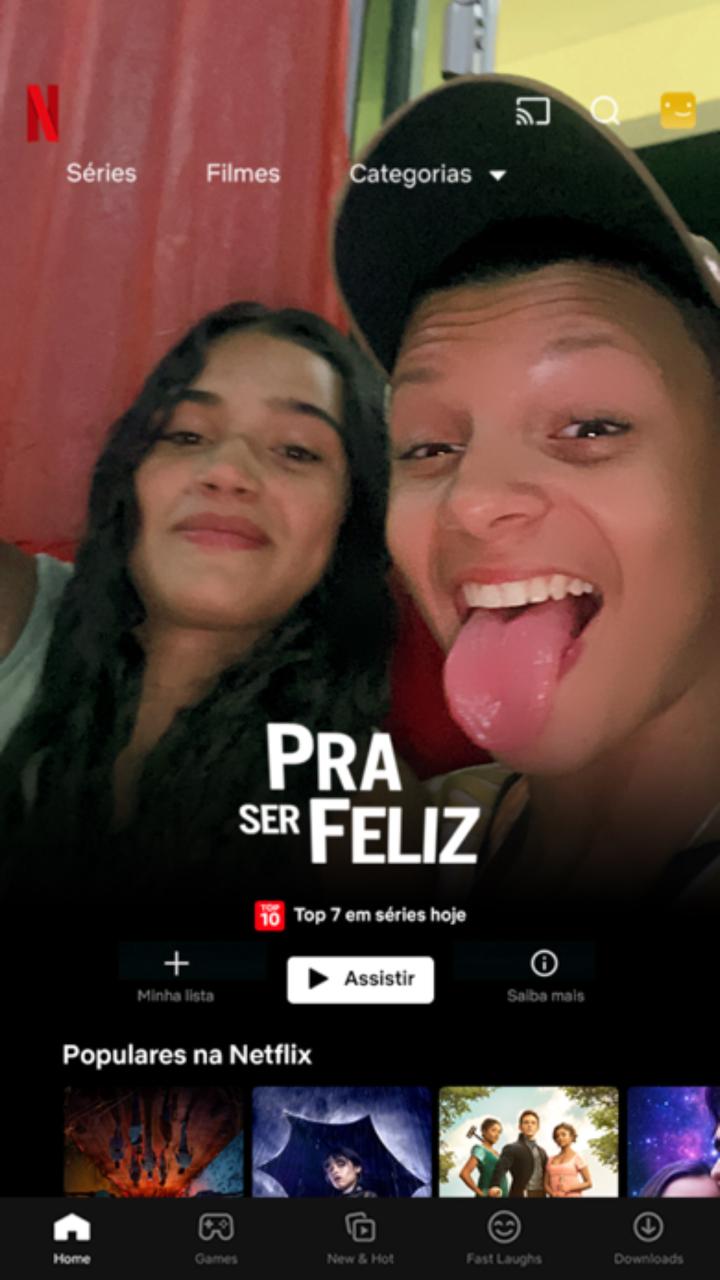 N
Séries Filmes Categorias
PRA
SER FELIZ
TOP
10
Top 7 em séries hoje
Minha lista
Assistir
Saiba mais
Populares na Netflix
Home Games New & Hot Fast Laughs Downloads